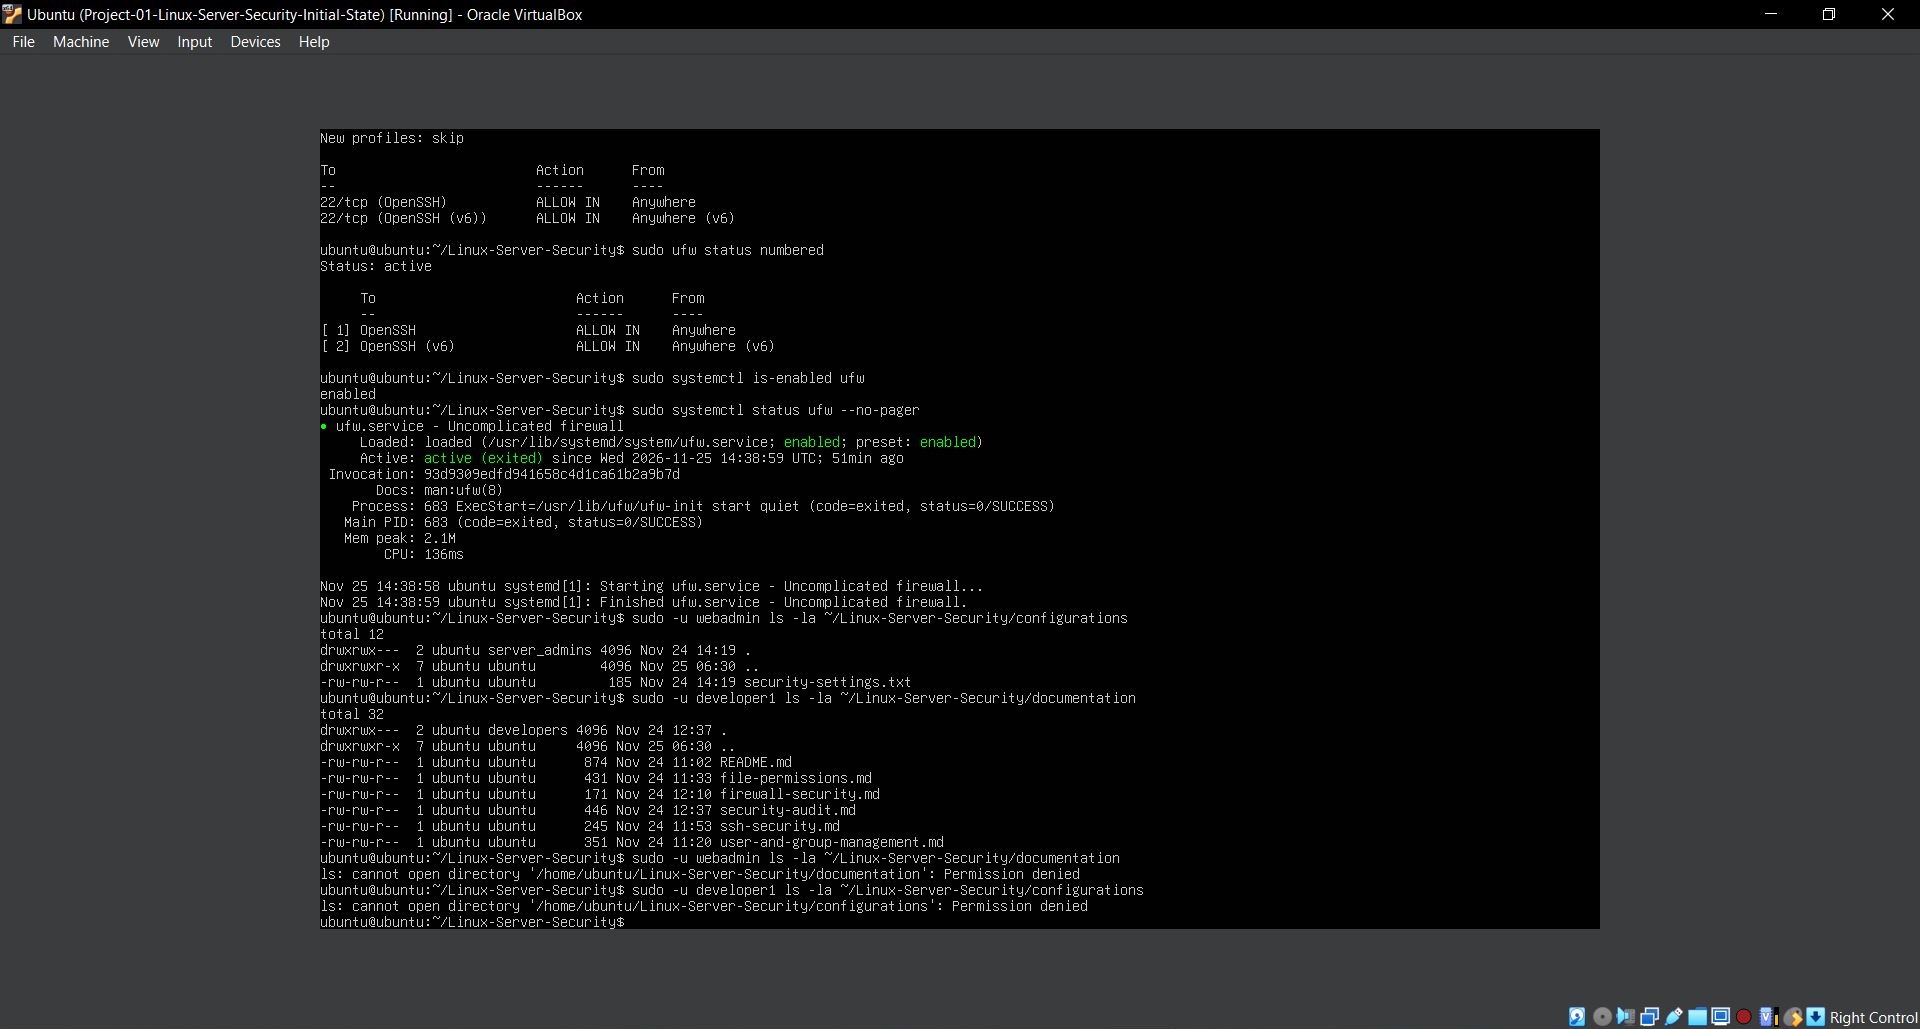 Ubuntu (Project-01-Linux-Server-Security-Initial-State) [Running] - Oracle VirtualBox
File Machine View Input Devices Help
New profiles: skip
To Action From
-- ------ ----
22/tcp (OpenSSH) ALLOW IN Anywhere
22/tcp (OpenSSH (v6)) ALLOW IN Anywhere (v6)
ubuntu@ubuntu:~/Linux-Server-Security$ sudo ufw status numbered
Status: active
To Action From
-- ------ ----
[ 1] OpenSSH ALLOW IN Anywhere
[ 2] OpenSSH (v6) ALLOW IN Anywhere (v6)
ubuntu@ubuntu:~/Linux-Server-Security$ sudo systemctl is-enabled ufw
enabled
ubuntu@ubuntu:~/Linux-Server-Security$ sudo systemctl status ufw --no-pager
● ufw.service - Uncomplicated firewall
Loaded: loaded (/usr/lib/systemd/system/ufw.service; enabled; preset: enabled)
Active: active (exited) since Wed 2026-11-25 14:38:59 UTC; 51min ago
Invocation: 93d9309edfd941658c4d1ca61b2a9b7d
Docs: man:ufw(8)
Process: 683 ExecStart=/usr/lib/ufw/ufw-init start quiet (code=exited, status=0/SUCCESS)
Main PID: 683 (code=exited, status=0/SUCCESS)
Mem peak: 2.1M
CPU: 136ms
Nov 25 14:38:58 ubuntu systemd[1]: Starting ufw.service - Uncomplicated firewall...
Nov 25 14:38:59 ubuntu systemd[1]: Finished ufw.service - Uncomplicated firewall.
ubuntu@ubuntu:~/Linux-Server-Security$ sudo -u webadmin ls -la ~/Linux-Server-Security/configurations
total 12
drwxrwx--- 2 ubuntu server_admins 4096 Nov 24 14:19 .
drwxrwxr-x 7 ubuntu ubuntu 4096 Nov 25 06:30 ..
-rw-rw-r-- 1 ubuntu ubuntu 185 Nov 24 14:19 security-settings.txt
ubuntu@ubuntu:~/Linux-Server-Security$ sudo -u developer1 ls -la ~/Linux-Server-Security/documentation
total 32
drwxrwx--- 2 ubuntu developers 4096 Nov 24 12:37 .
drwxrwxr-x 7 ubuntu ubuntu 4096 Nov 25 06:30 ..
-rw-rw-r-- 1 ubuntu ubuntu 874 Nov 24 11:02 README.md
-rw-rw-r-- 1 ubuntu ubuntu 431 Nov 24 11:33 file-permissions.md
-rw-rw-r-- 1 ubuntu ubuntu 171 Nov 24 12:10 firewall-security.md
-rw-rw-r-- 1 ubuntu ubuntu 446 Nov 24 12:37 security-audit.md
-rw-rw-r-- 1 ubuntu ubuntu 245 Nov 24 11:53 ssh-security.md
-rw-rw-r-- 1 ubuntu ubuntu 351 Nov 24 11:20 user-and-group-management.md
ubuntu@ubuntu:~/Linux-Server-Security$ sudo -u webadmin ls -la ~/Linux-Server-Security/documentation
ls: cannot open directory '/home/ubuntu/Linux-Server-Security/documentation': Permission denied
ubuntu@ubuntu:~/Linux-Server-Security$ sudo -u developer1 ls -la ~/Linux-Server-Security/configurations
ls: cannot open directory '/home/ubuntu/Linux-Server-Security/configurations': Permission denied
ubuntu@ubuntu:~/Linux-Server-Security$
Right Control